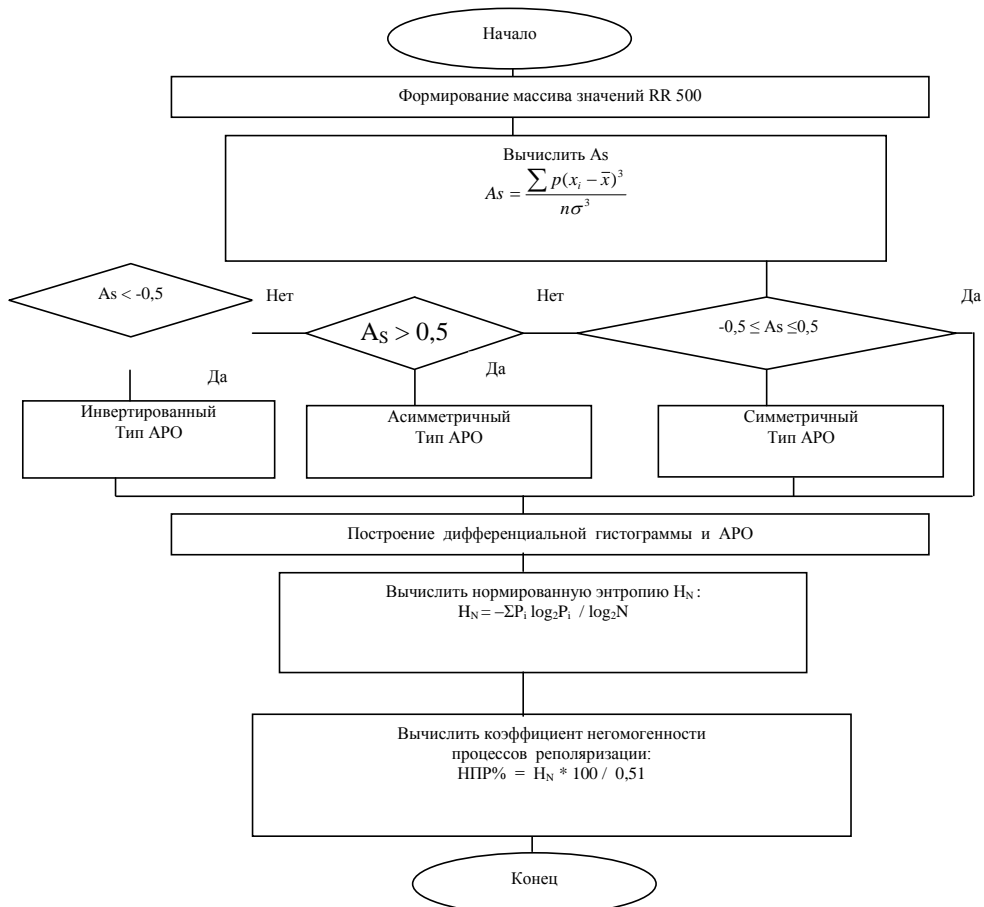 Начало
Формирование массива значений RR 500
Вычислить As
As = ∑ p(xᵢ − x̄)³ / nσ³
As < -0,5
Нет
Aₛ > 0,5
Нет
-0,5 ≤ As ≤0,5
Да
Да
Да
Инвертированный
Тип АРО
Асимметричный
Тип АРО
Симметричный
Тип АРО
Построение дифференциальной гистограммы и АРО
Вычислить нормированную энтропию H_N :
H_N = –ΣPᵢ log₂Pᵢ / log₂N
Вычислить коэффициент негомогенности
процессов реполяризации:
НПР% = H_N * 100 / 0,51
Конец